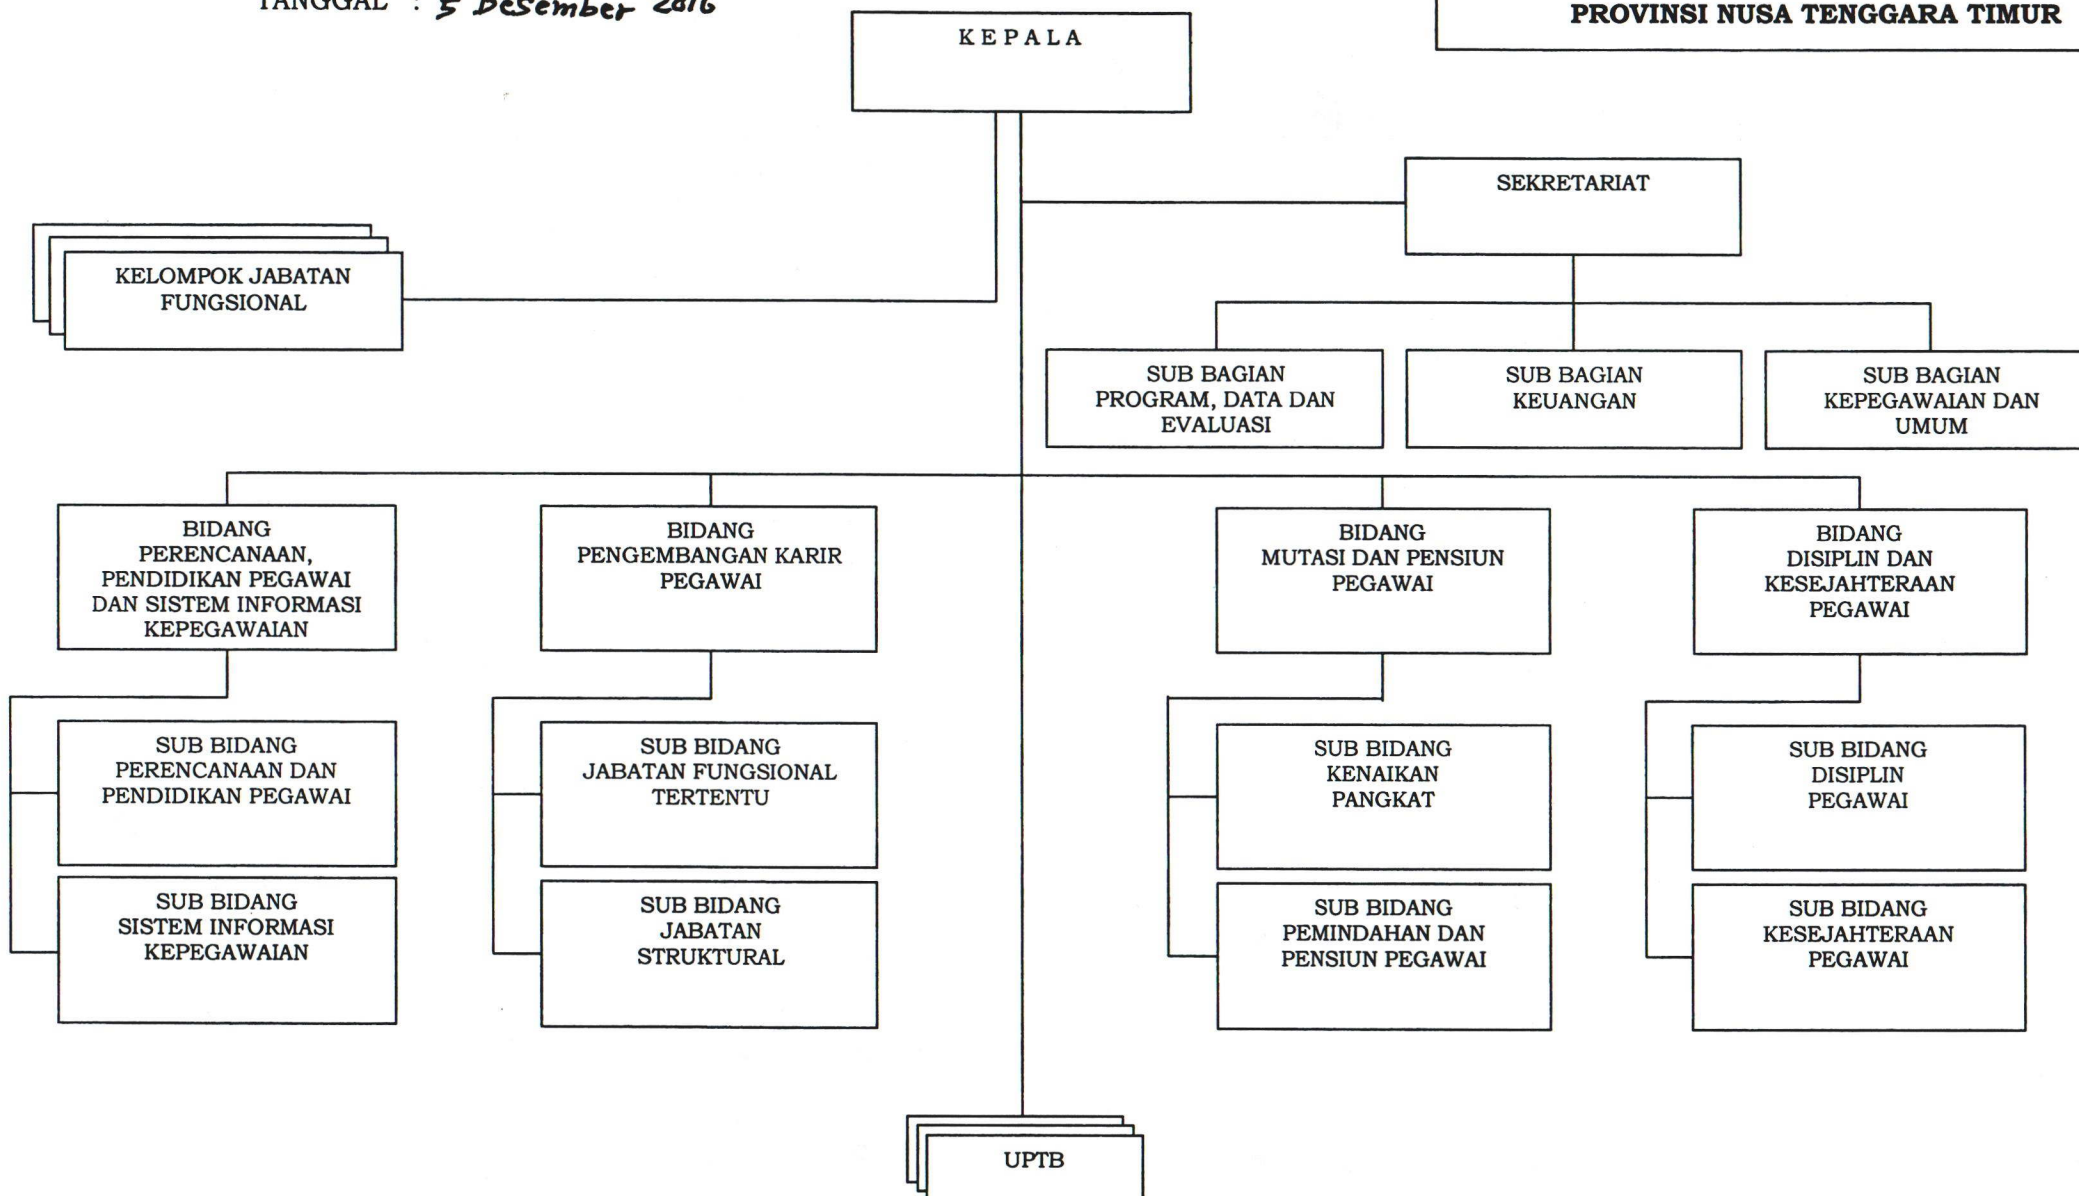 TANGGAL : 5 Desember 2016
PROVINSI NUSA TENGGARA TIMUR
KEPALA
SEKRETARIAT
KELOMPOK JABATAN
FUNGSIONAL
SUB BAGIAN
PROGRAM, DATA DAN
EVALUASI
SUB BAGIAN
KEUANGAN
SUB BAGIAN
KEPEGAWAIAN DAN
UMUM
BIDANG
PERENCANAAN,
PENDIDIKAN PEGAWAI
DAN SISTEM INFORMASI
KEPEGAWAIAN
BIDANG
PENGEMBANGAN KARIR
PEGAWAI
BIDANG
MUTASI DAN PENSIUN
PEGAWAI
BIDANG
DISIPLIN DAN
KESEJAHTERAAN
PEGAWAI
SUB BIDANG
PERENCANAAN DAN
PENDIDIKAN PEGAWAI
SUB BIDANG
JABATAN FUNGSIONAL
TERTENTU
SUB BIDANG
KENAIKAN
PANGKAT
SUB BIDANG
DISIPLIN
PEGAWAI
SUB BIDANG
SISTEM INFORMASI
KEPEGAWAIAN
SUB BIDANG
JABATAN
STRUKTURAL
SUB BIDANG
PEMINDAHAN DAN
PENSIUN PEGAWAI
SUB BIDANG
KESEJAHTERAAN
PEGAWAI
UPTB